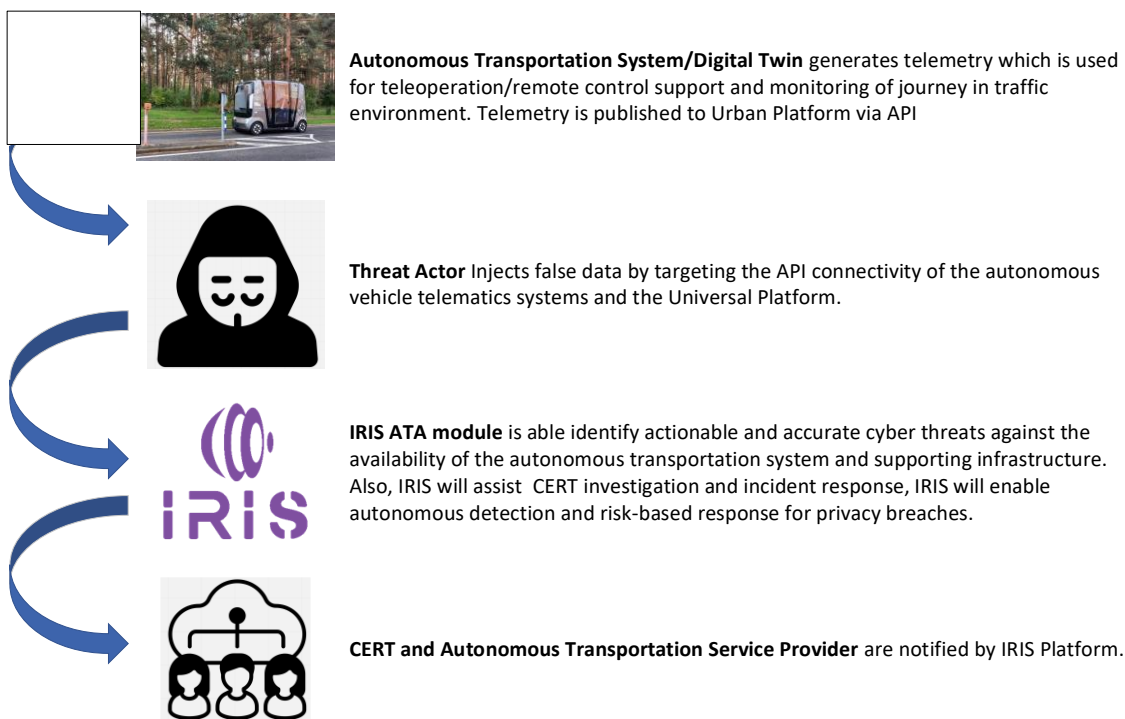 Autonomous Transportation System/Digital Twin generates telemetry which is used
for teleoperation/remote control support and monitoring of journey in traffic
environment. Telemetry is published to Urban Platform via API
Threat Actor Injects false data by targeting the API connectivity of the autonomous
vehicle telematics systems and the Universal Platform.
IRIS ATA module is able identify actionable and accurate cyber threats against the
availability of the autonomous transportation system and supporting infrastructure.
Also, IRIS will assist  CERT investigation and incident response, IRIS will enable
autonomous detection and risk-based response for privacy breaches.
IRIS
CERT and Autonomous Transportation Service Provider are notified by IRIS Platform.